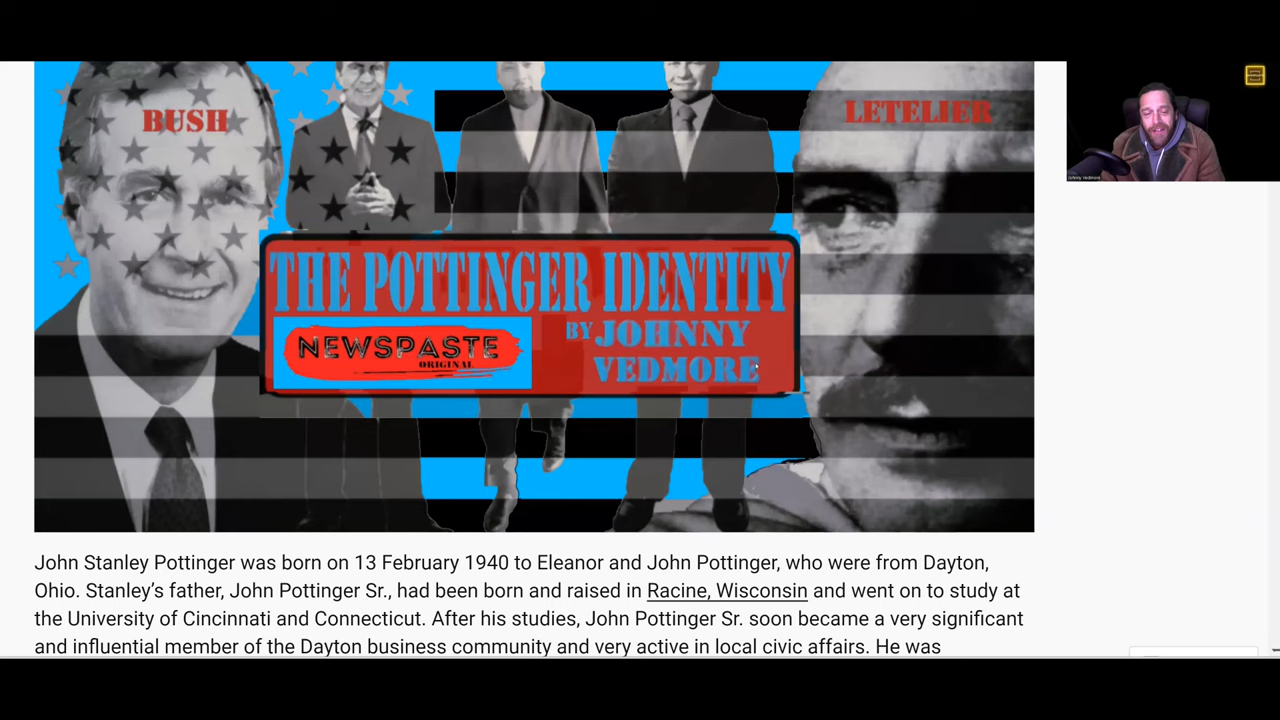 BUSH
LETELIER
THE POTTINGER IDENTITY
BY JOHNNY
VEDMORE
NEWSPASTE
ORIGINAL
Johnny Vedmore
John Stanley Pottinger was born on 13 February 1940 to Eleanor and John Pottinger, who were from Dayton,
Ohio. Stanley’s father, John Pottinger Sr., had been born and raised in Racine, Wisconsin and went on to study at
the University of Cincinnati and Connecticut. After his studies, John Pottinger Sr. soon became a very significant
and influential member of the Dayton business community and very active in local civic affairs. He was